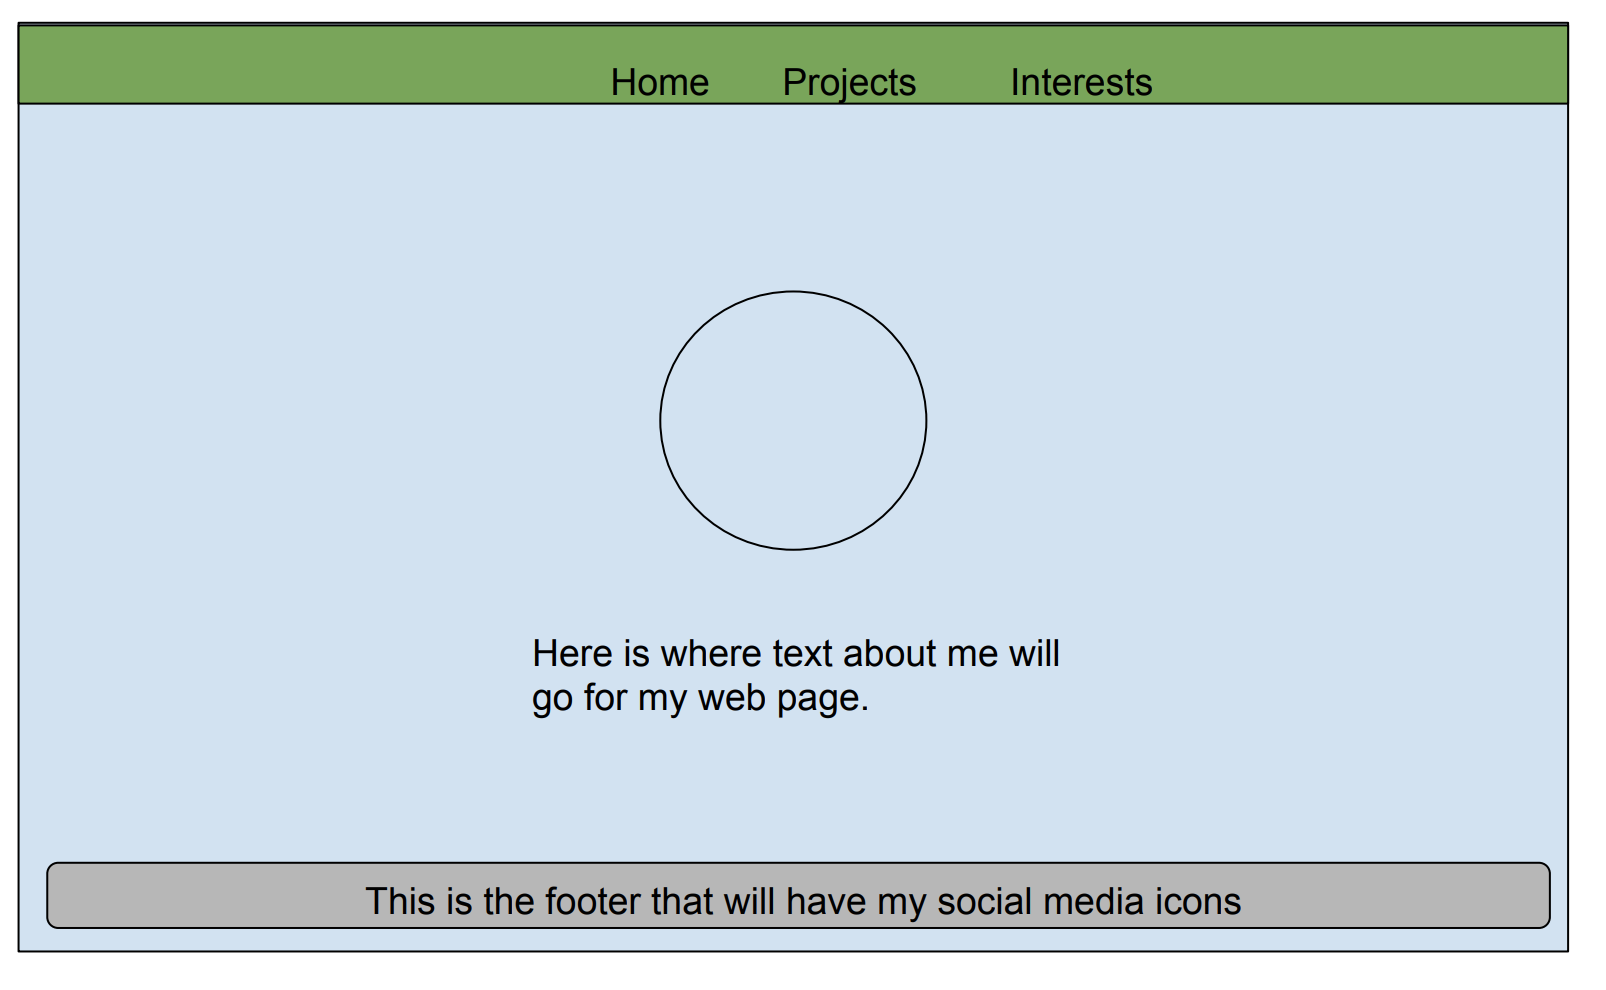 Home Projects Interests
Here is where text about me will
go for my web page.
This is the footer that will have my social media icons